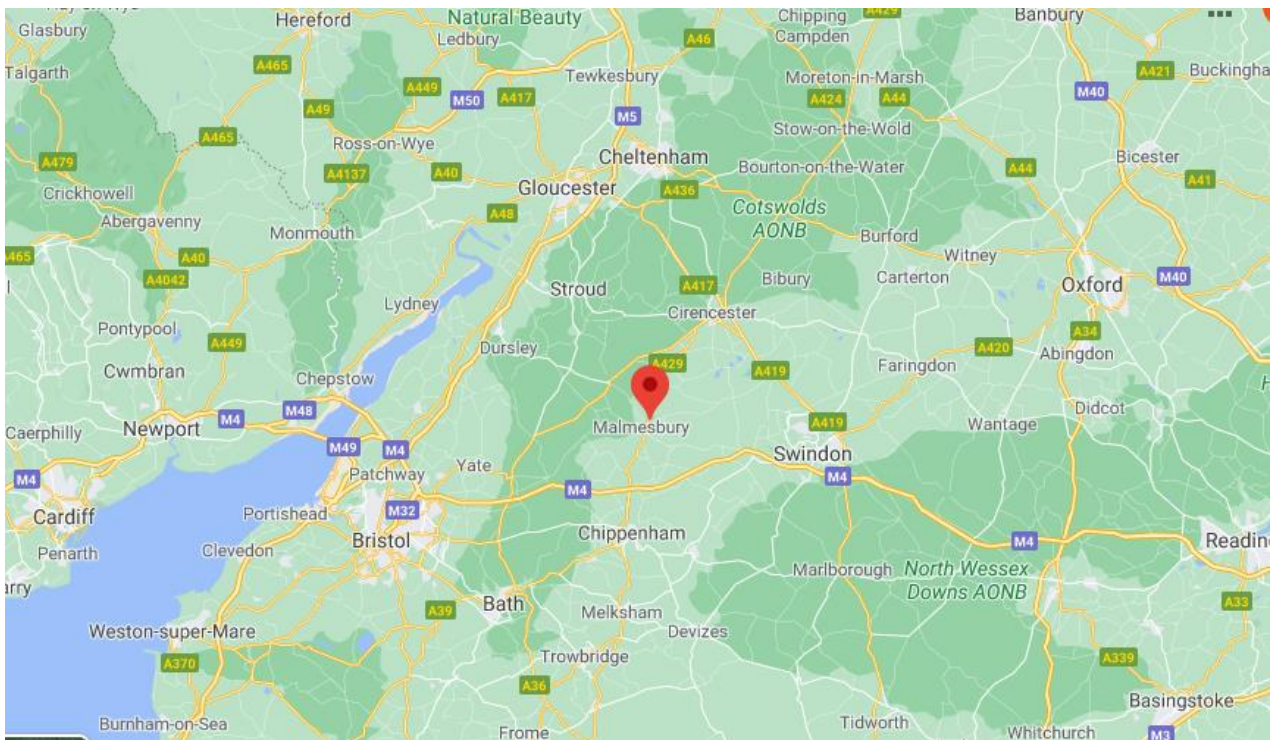 Hereford
Natural Beauty
Chipping
Campden
A429
Banbury
Glasbury
Ledbury
A46
A465
Tewkesbury
Talgarth
A449
Moreton-in-Marsh
A421
Buckingha
M50
A417
A424
A44
M40
A49
M5
A465
Ross-on-Wye
Stow-on-the-Wold
Cheltenham
Bicester
A479
A4137
A40
Bourton-on-the-Water
A44
A41
Crickhowell
Gloucester
A436
Abergavenny
A48
Cotswolds
AONB
Monmouth
Burford
Witney
A465
A40
A4042
Bibury
Carterton
M40
l
Stroud
A417
Oxford
Lydney
Cirencester
Pontypool
A449
A34
Dursley
A420
Abingdon
Cwmbran
A429
A419
Faringdon
Chepstow
M48
Didcot
M4
Caerphilly
Newport
Malmesbury
A419
Wantage
M49
M4
Swindon
Patchway
Yate
M4
M4
M4
Cardiff
Portishead
M32
Bristol
Chippenham
M4
Readin
Penarth
Clevedon
Marlborough
North Wessex
Downs AONB
arry
Bath
A39
Melksham
A33
Weston-super-Mare
Devizes
A370
Trowbridge
A339
A36
Basingstoke
Burnham-on-Sea
Frome
Tidworth
Whitchurch
M3